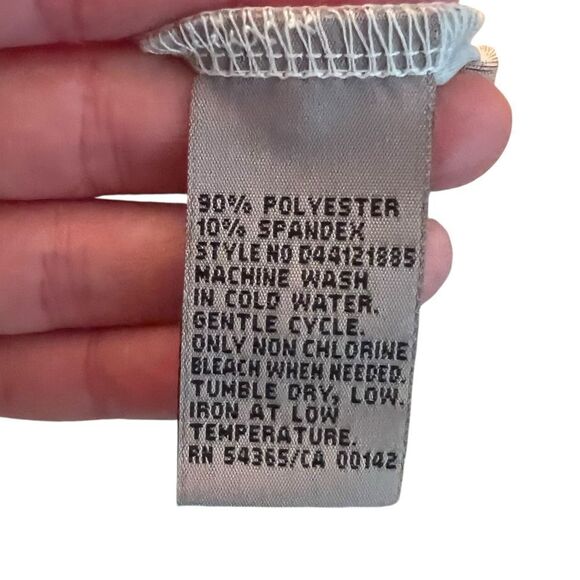 90% POLYESTER
10% SPANDEX
STYLE NO D44121885
MACHINE WASH
IN COLD WATER.
GENTLE CYCLE.
ONLY NON CHLORINE
BLEACH WHEN NEEDED.
TUMBLE DRY, LOW.
IRON AT LOW
TEMPERATURE.
RN 54365/CA 00142